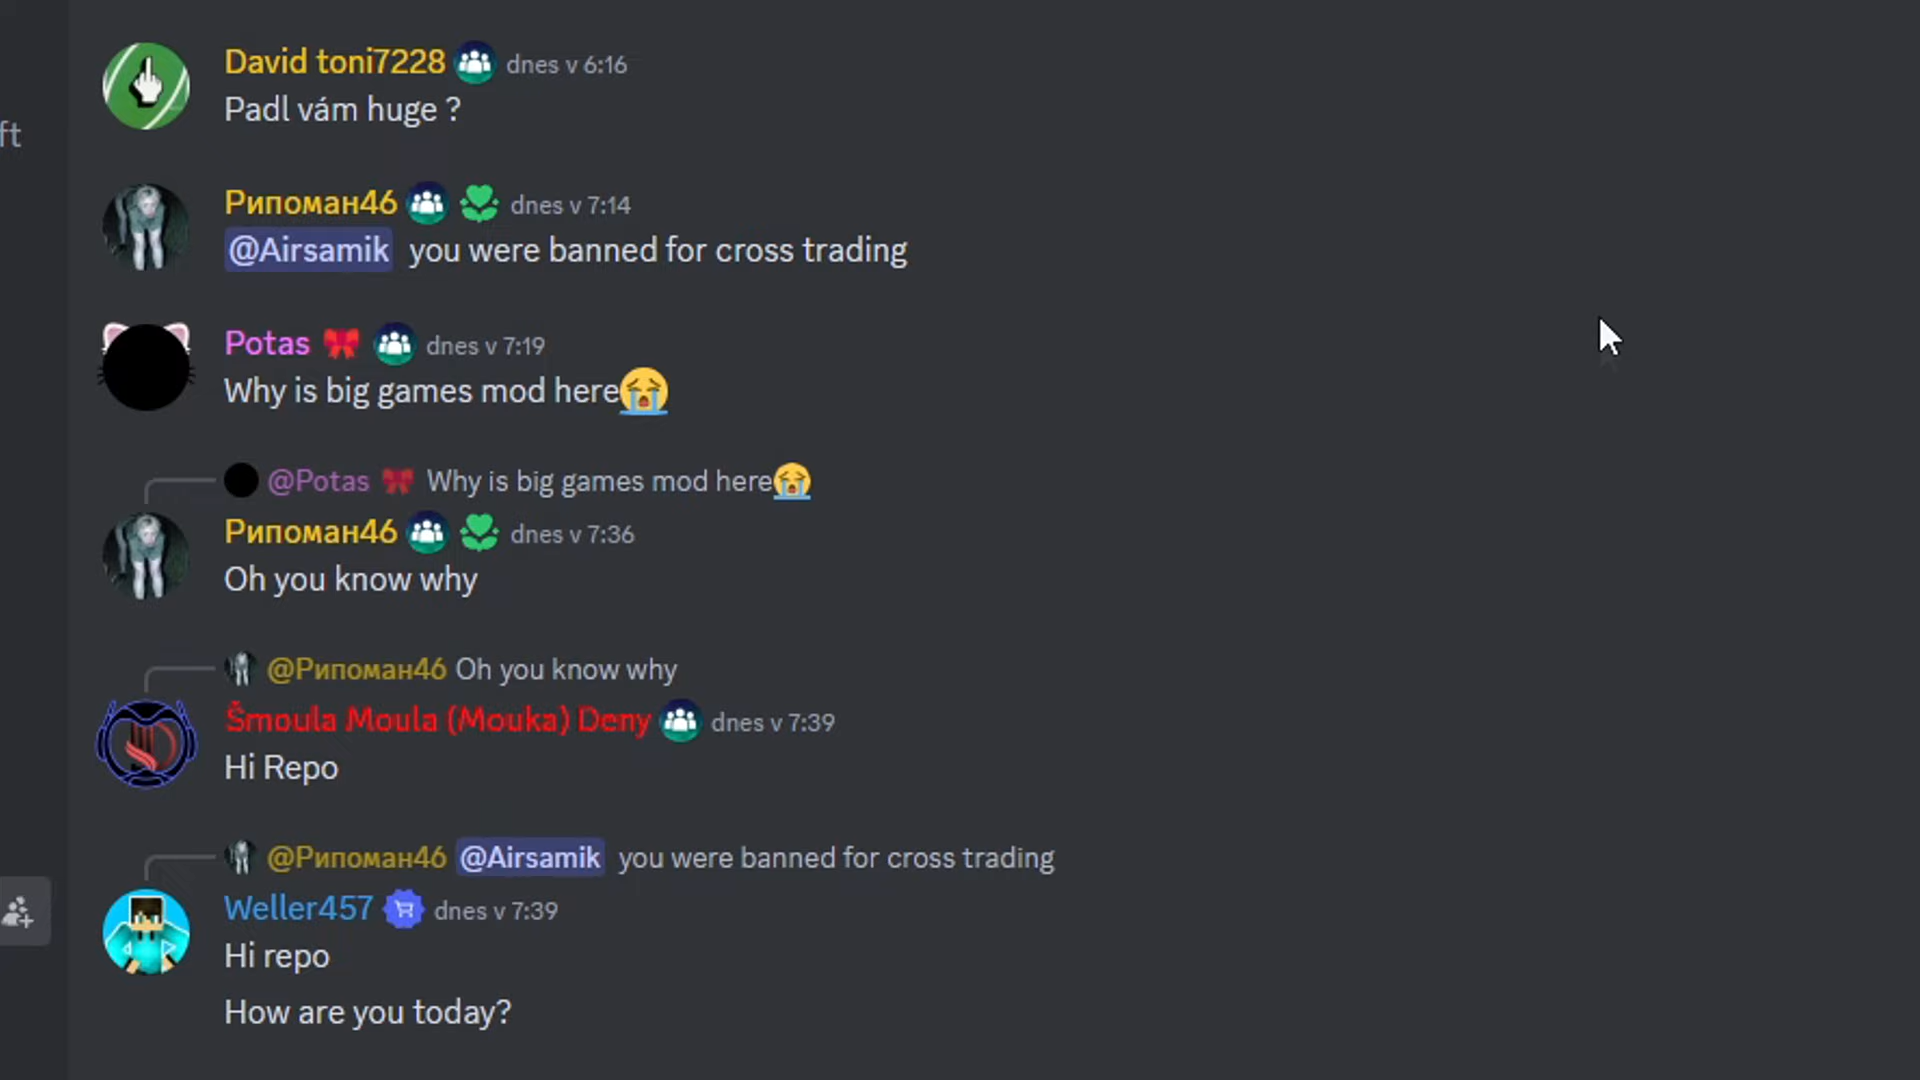 David toni7228 dnes v 6:16
Padl vám huge ?
ft
Рипоман46 dnes v 7:14
@Airsamik you were banned for cross trading
Potas dnes v 7:19
Why is big games mod here😭
@Potas Why is big games mod here😭
Рипоман46 dnes v 7:36
Oh you know why
@Рипоман46 Oh you know why
Šmoula Moula (Mouka) Deny dnes v 7:39
Hi Repo
@Рипоман46 @Airsamik you were banned for cross trading
Weller457 dnes v 7:39
Hi repo
How are you today?